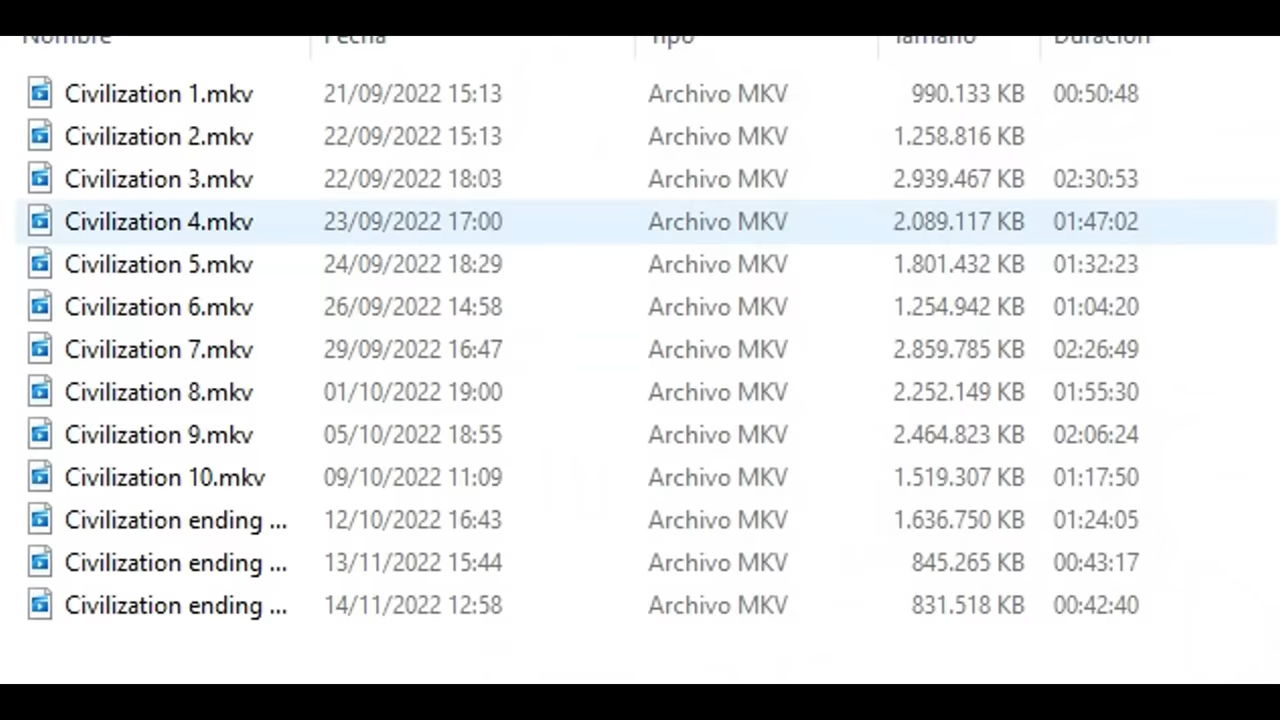 Nombre Fecha Tipo Tamaño Duración
Civilization 1.mkv 21/09/2022 15:13 Archivo MKV 990.133 KB 00:50:48
Civilization 2.mkv 22/09/2022 15:13 Archivo MKV 1.258.816 KB
Civilization 3.mkv 22/09/2022 18:03 Archivo MKV 2.939.467 KB 02:30:53
Civilization 4.mkv 23/09/2022 17:00 Archivo MKV 2.089.117 KB 01:47:02
Civilization 5.mkv 24/09/2022 18:29 Archivo MKV 1.801.432 KB 01:32:23
Civilization 6.mkv 26/09/2022 14:58 Archivo MKV 1.254.942 KB 01:04:20
Civilization 7.mkv 29/09/2022 16:47 Archivo MKV 2.859.785 KB 02:26:49
Civilization 8.mkv 01/10/2022 19:00 Archivo MKV 2.252.149 KB 01:55:30
Civilization 9.mkv 05/10/2022 18:55 Archivo MKV 2.464.823 KB 02:06:24
Civilization 10.mkv 09/10/2022 11:09 Archivo MKV 1.519.307 KB 01:17:50
Civilization ending ... 12/10/2022 16:43 Archivo MKV 1.636.750 KB 01:24:05
Civilization ending ... 13/11/2022 15:44 Archivo MKV 845.265 KB 00:43:17
Civilization ending ... 14/11/2022 12:58 Archivo MKV 831.518 KB 00:42:40